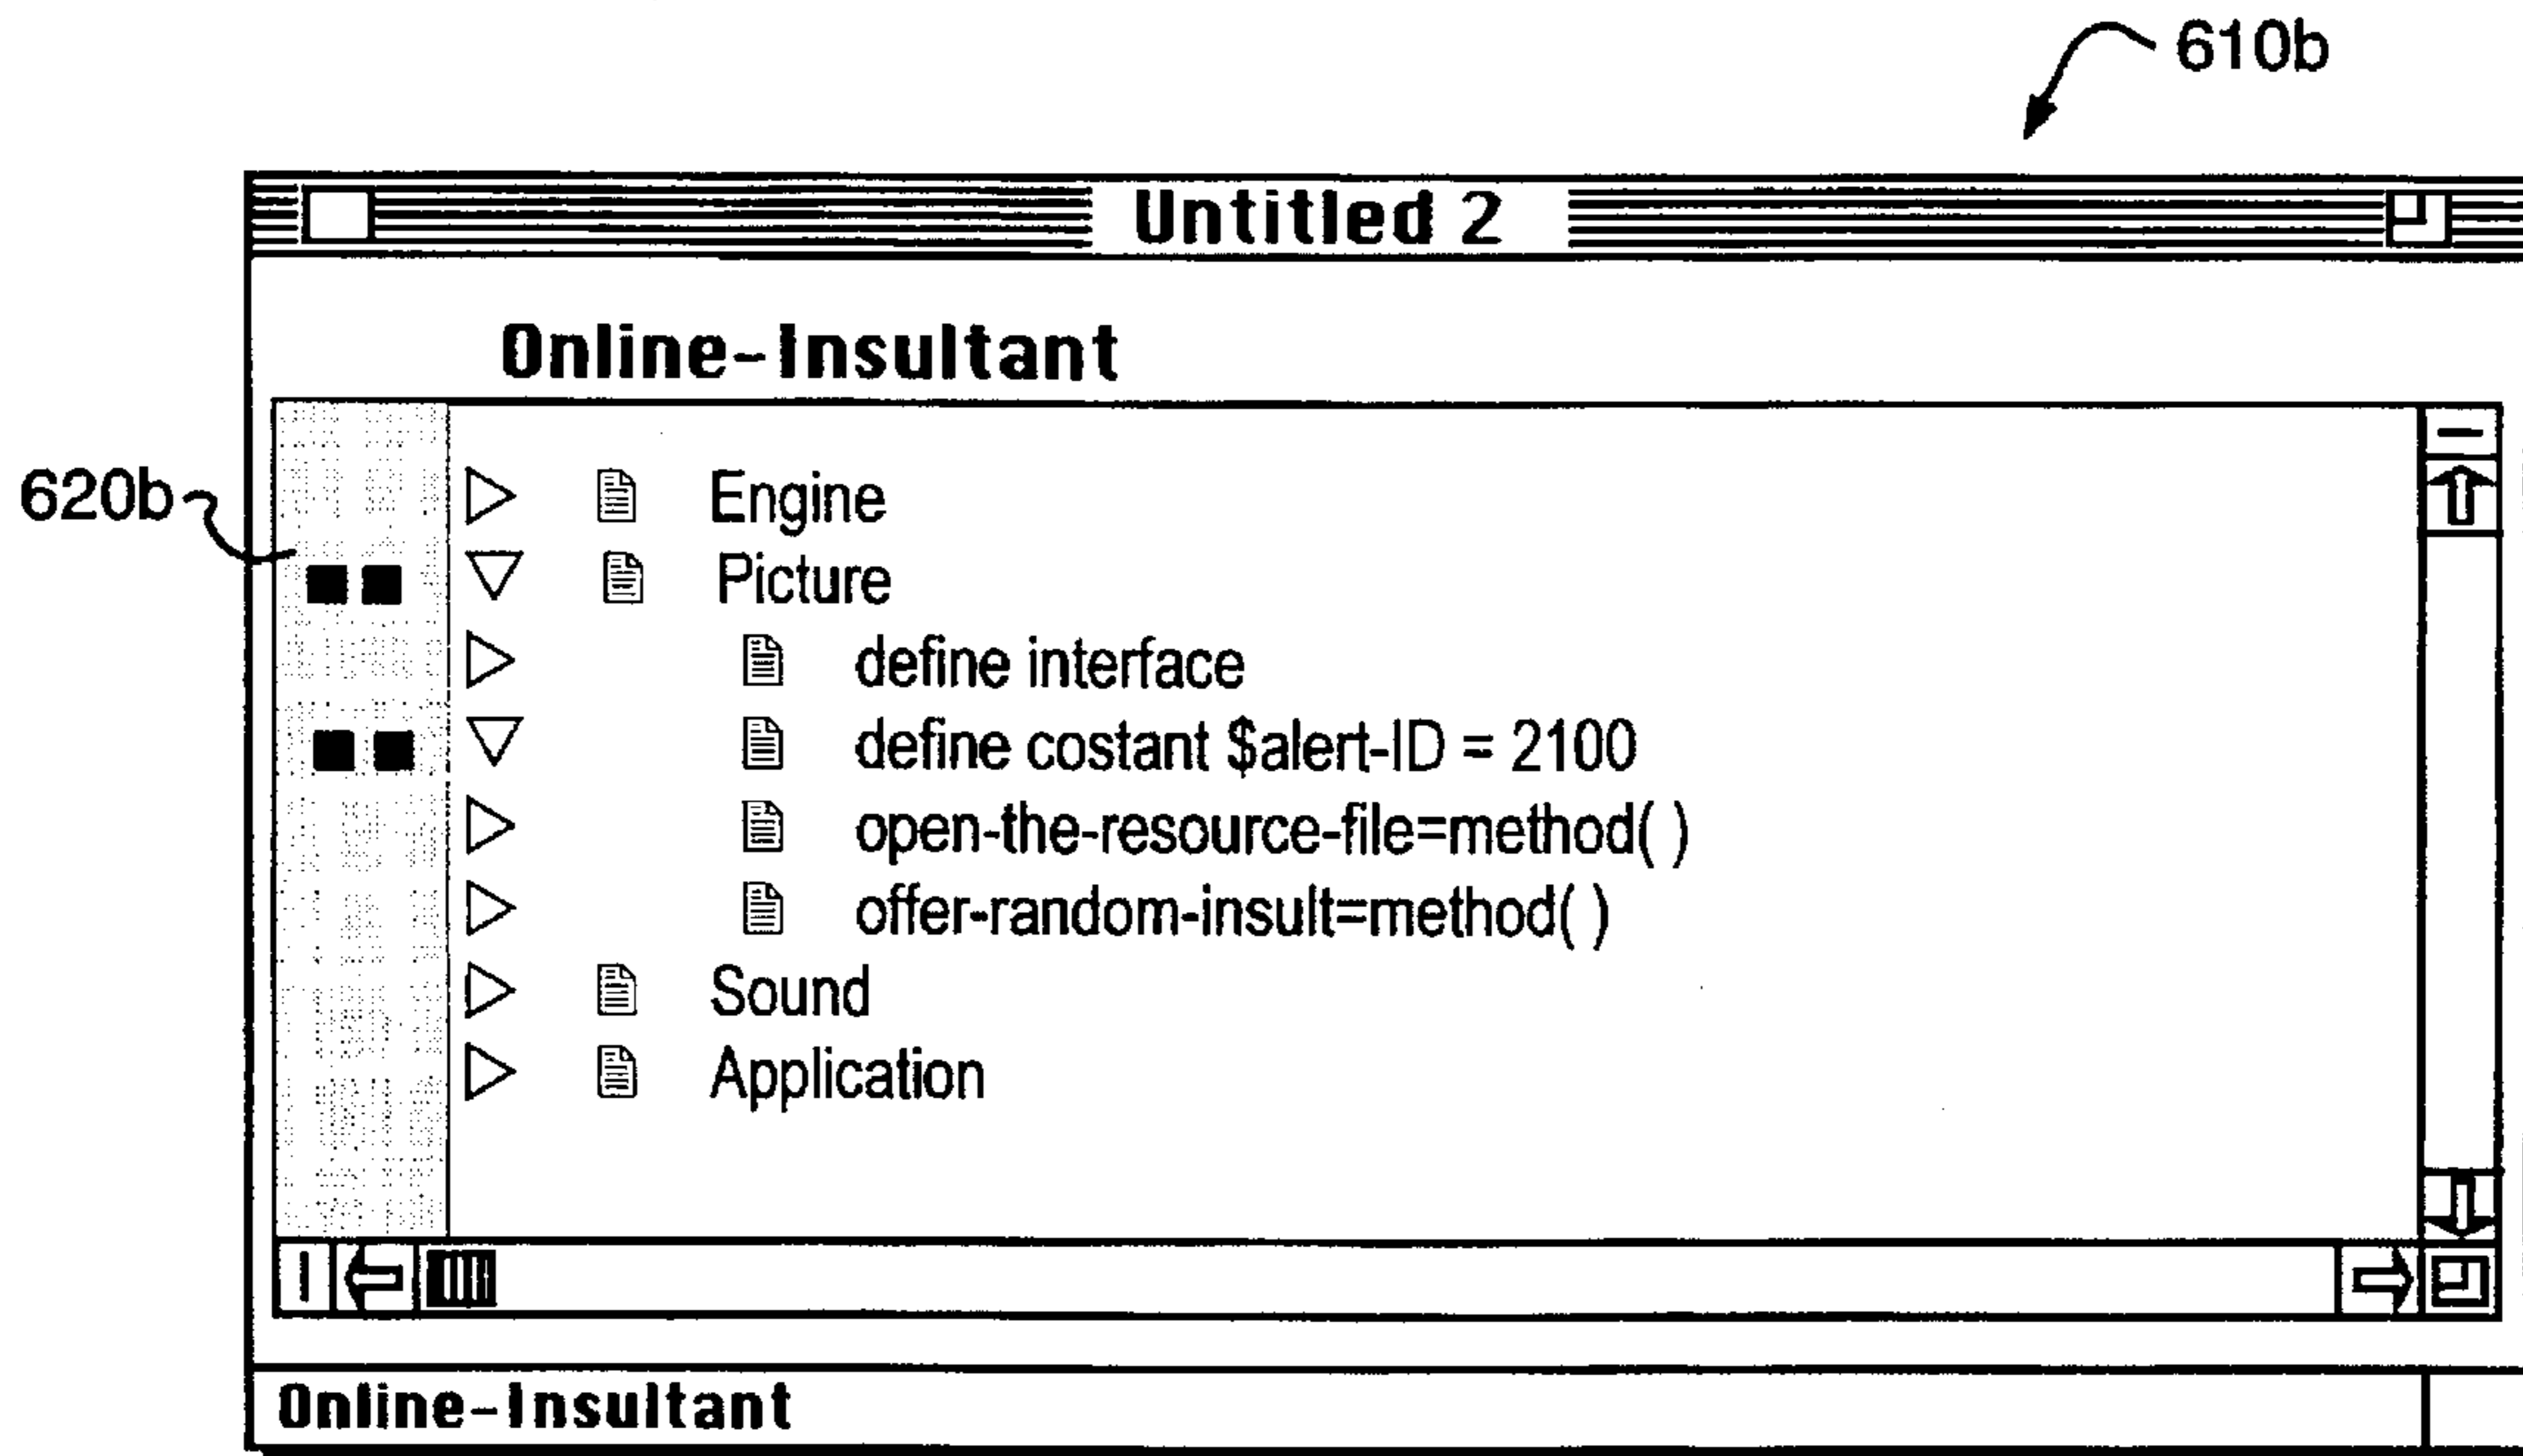 610b
Untitled 2
Online-Insultant
Engine
620b
Picture
define interface
define costant $alert-ID = 2100
open-the-resource-file=method( )
offer-random-insult=method( )
Sound
Application
Online-Insultant